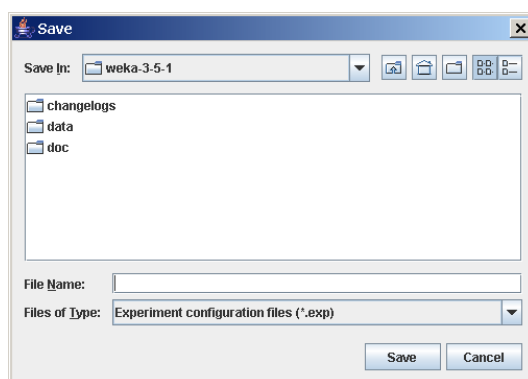 Save
Save In: weka-3-5-1
changelogs
data
doc
File Name:
Files of Type: Experiment configuration files (*.exp)
Save Cancel